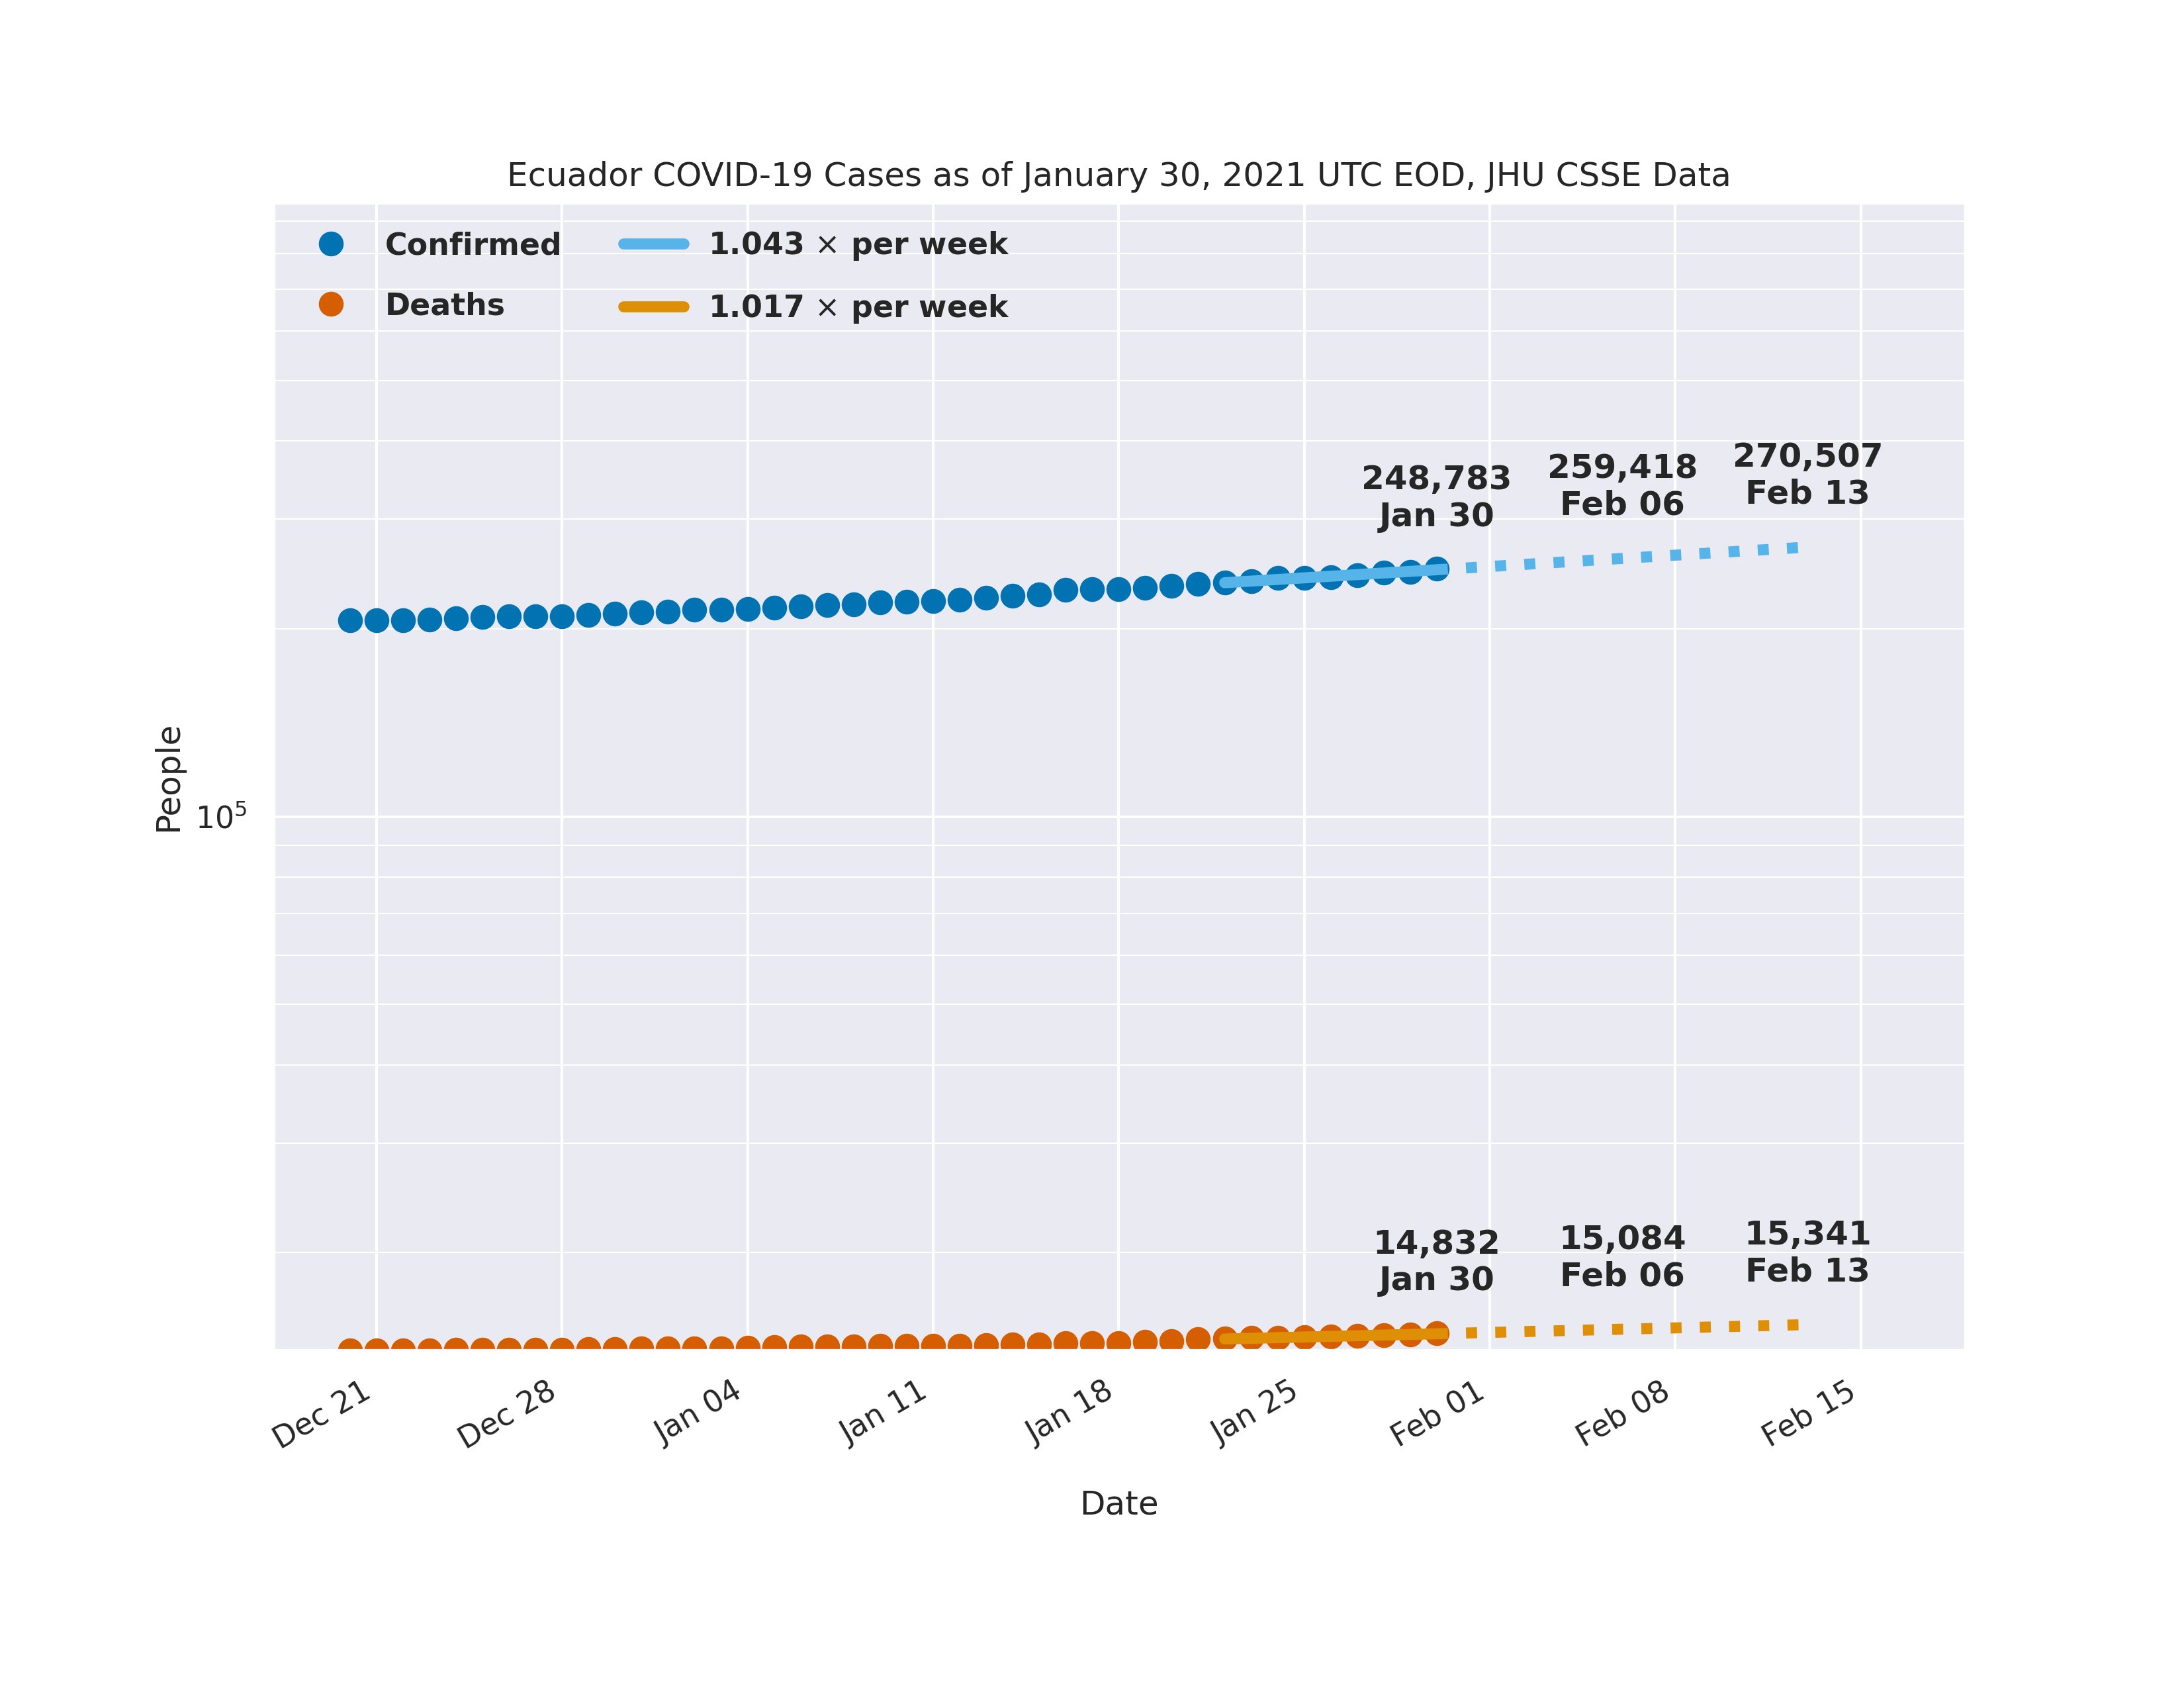 Ecuador COVID-19 Cases as of January 30, 2021 UTC EOD, JHU CSSE Data
Confirmed
Deaths
1.043 × per week
1.017 × per week
248,783
Jan 30
259,418
Feb 06
270,507
Feb 13
People
10⁵
14,832
Jan 30
15,084
Feb 06
15,341
Feb 13
Dec 21
Dec 28
Jan 04
Jan 11
Jan 18
Jan 25
Feb 01
Feb 08
Feb 15
Date